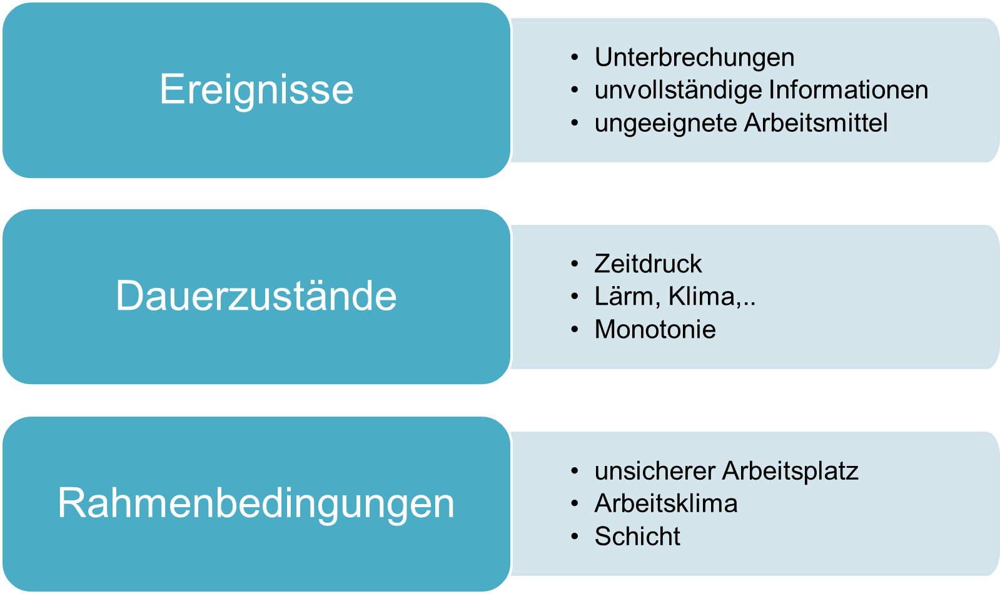 Ereignisse
• Unterbrechungen
• unvollständige Informationen
• ungeeignete Arbeitsmittel
Dauerzustände
• Zeitdruck
• Lärm, Klima,..
• Monotonie
Rahmenbedingungen
• unsicherer Arbeitsplatz
• Arbeitsklima
• Schicht